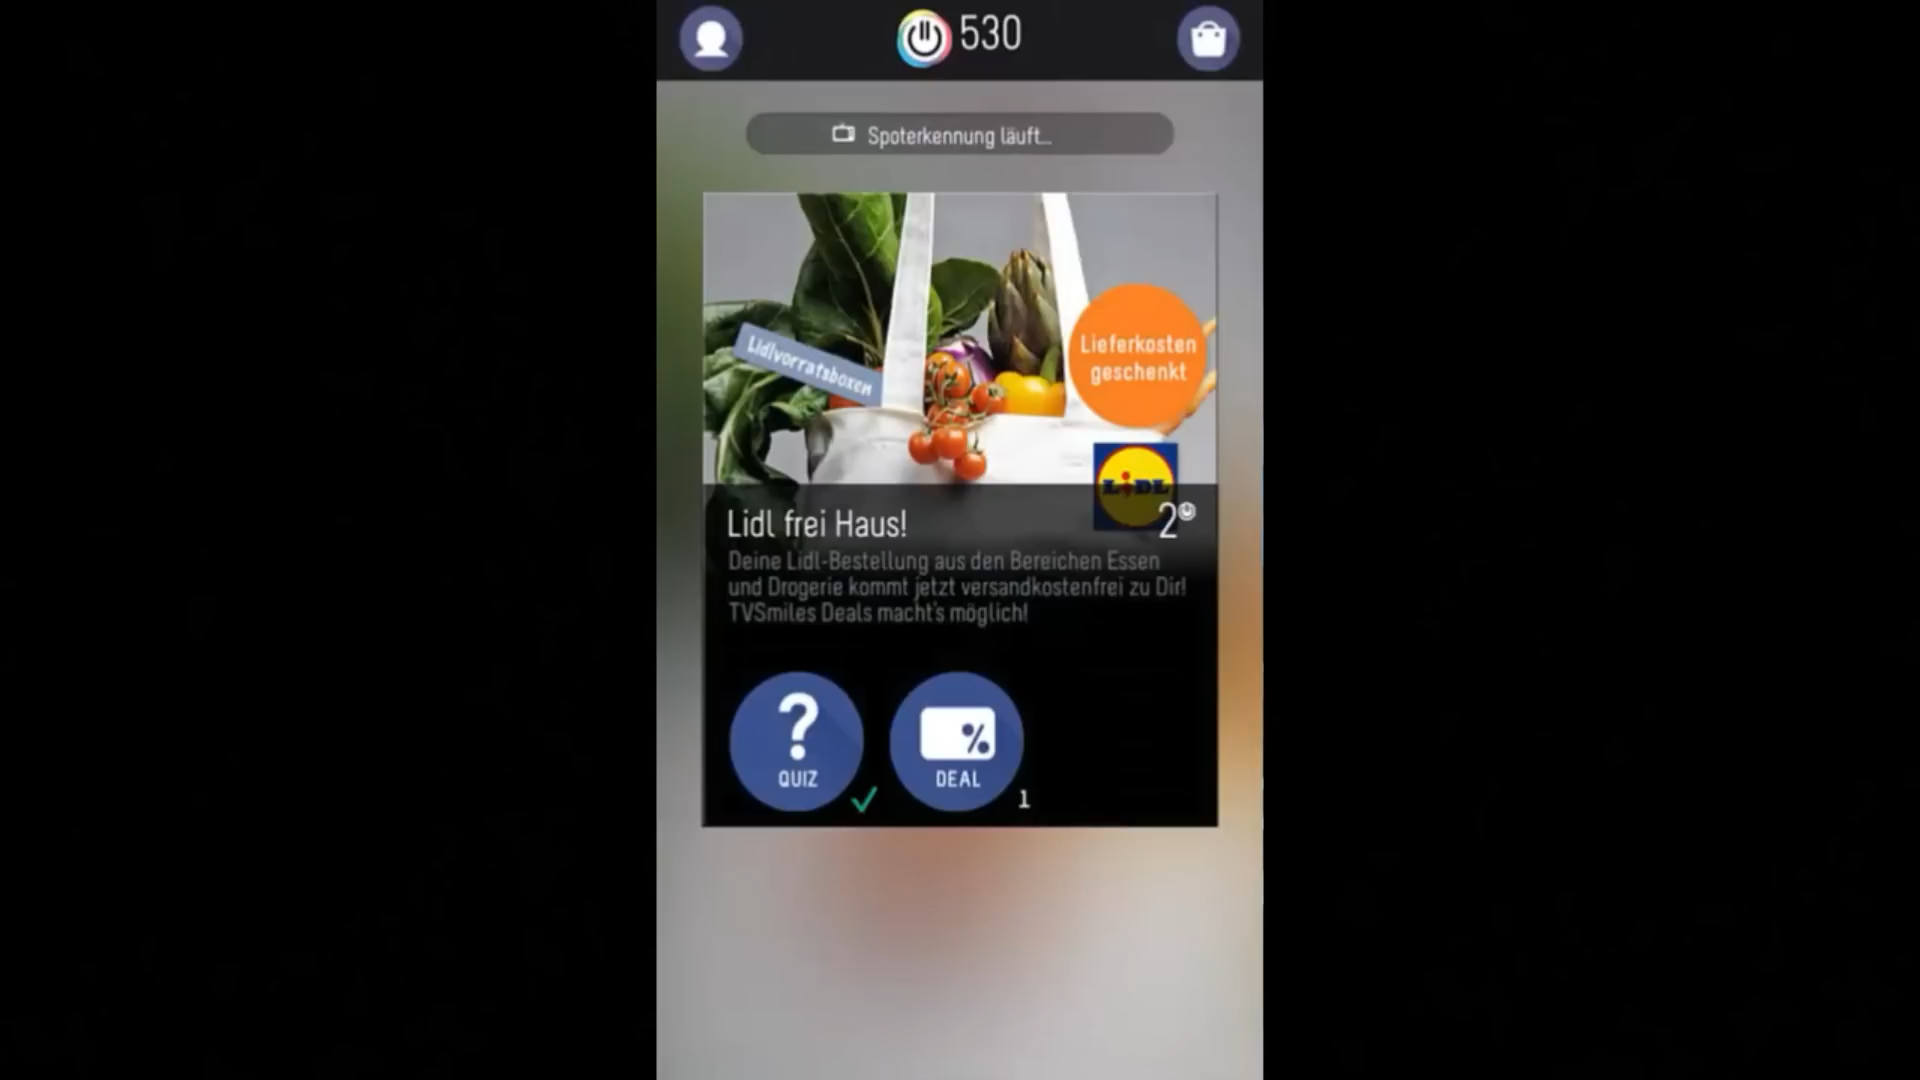 530
Spoterkennung läuft...
Lidlvorratsboxen
Lieferkosten
geschenkt
LIDL
Lidl frei Haus!
2
Deine Lidl-Bestellung aus den Bereichen Essen
und Drogerie kommt jetzt versandkostenfrei zu Dir!
TVSmiles Deals macht's möglich!
?
QUIZ
%
DEAL
1